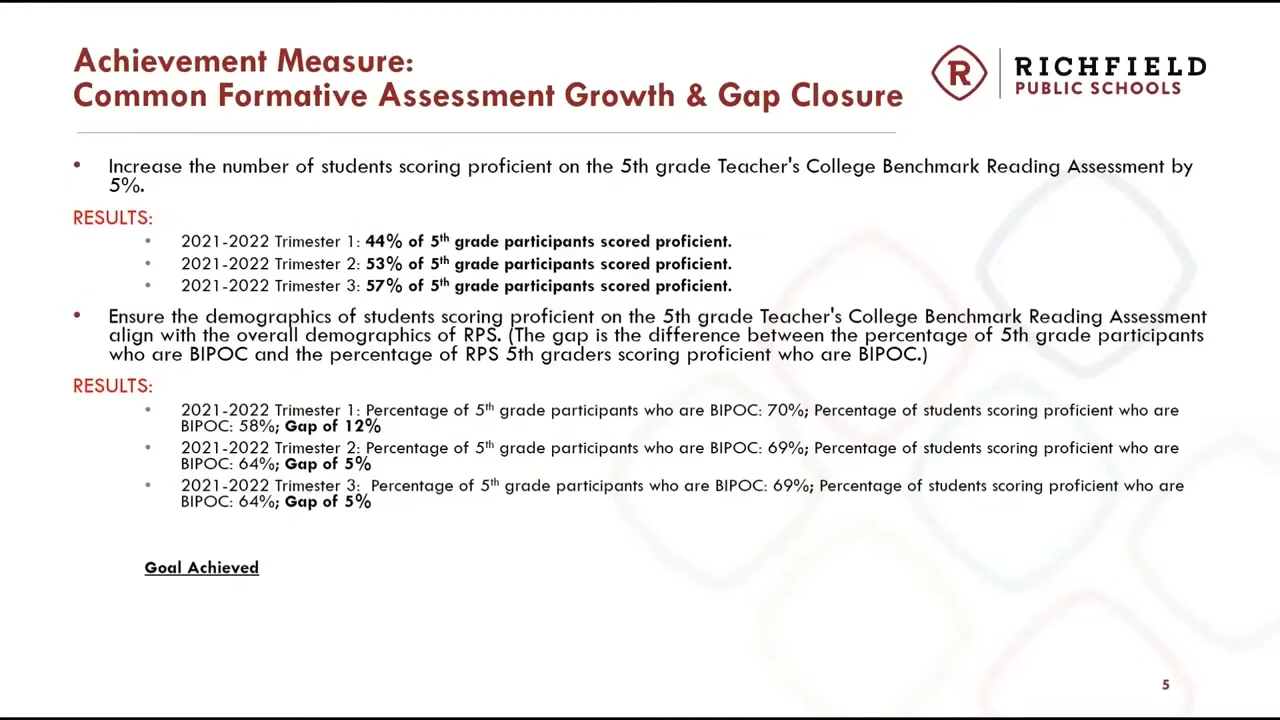 Achievement Measure:
Common Formative Assessment Growth & Gap Closure
R
RICHFIELD
PUBLIC SCHOOLS
• Increase the number of students scoring proficient on the 5th grade Teacher's College Benchmark Reading Assessment by
5%.
RESULTS:
• 2021-2022 Trimester 1: 44% of 5th grade participants scored proficient.
• 2021-2022 Trimester 2: 53% of 5th grade participants scored proficient.
• 2021-2022 Trimester 3: 57% of 5th grade participants scored proficient.
• Ensure the demographics of students scoring proficient on the 5th grade Teacher's College Benchmark Reading Assessment
align with the overall demographics of RPS. (The gap is the difference between the percentage of 5th grade participants
who are BIPOC and the percentage of RPS 5th graders scoring proficient who are BIPOC.)
RESULTS:
• 2021-2022 Trimester 1: Percentage of 5th grade participants who are BIPOC: 70%; Percentage of students scoring proficient who are
BIPOC: 58%; Gap of 12%
• 2021-2022 Trimester 2: Percentage of 5th grade participants who are BIPOC: 69%; Percentage of students scoring proficient who are
BIPOC: 64%; Gap of 5%
• 2021-2022 Trimester 3: Percentage of 5th grade participants who are BIPOC: 69%; Percentage of students scoring proficient who are
BIPOC: 64%; Gap of 5%
Goal Achieved
5